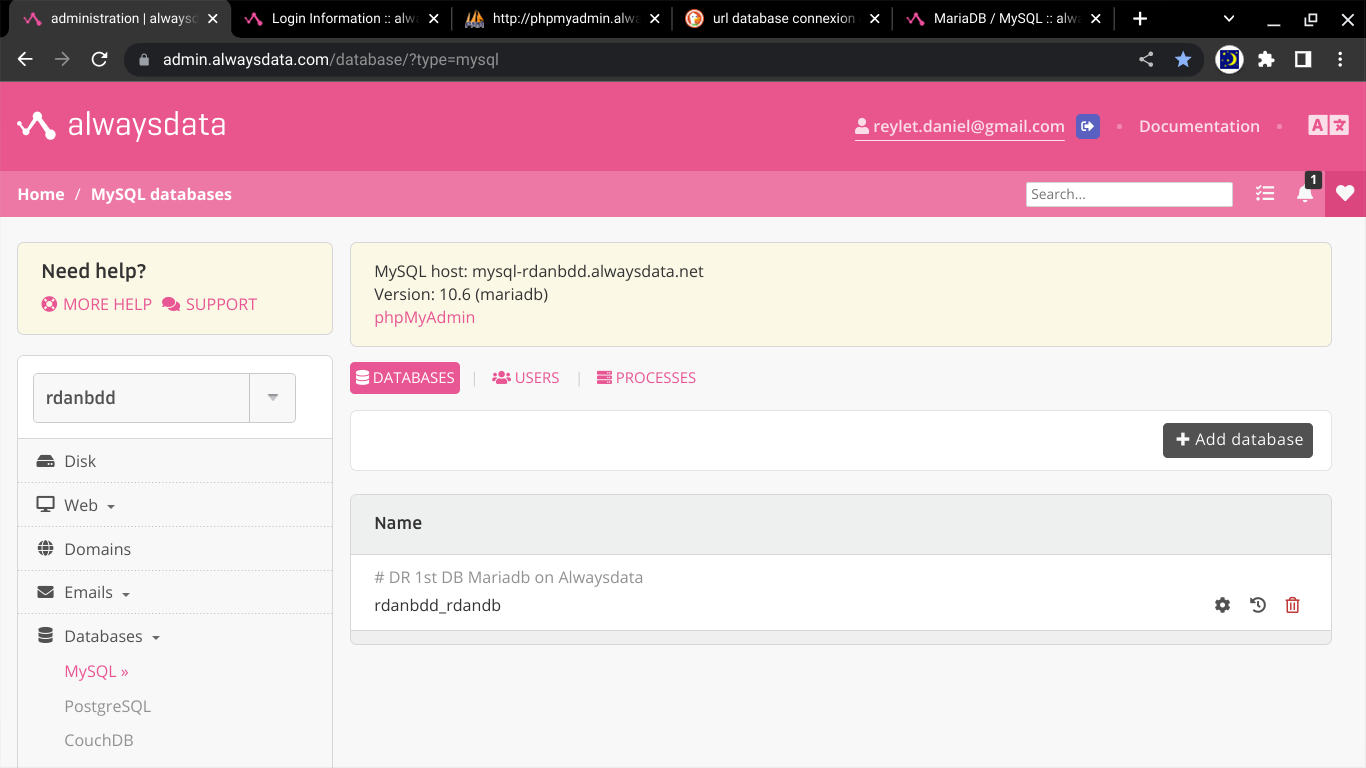 administration | alwaysd
Login Information :: alw
http://phpmyadmin.alw
url database connexion
MariaDB / MySQL :: alw
admin.alwaysdata.com/database/?type=mysql
alwaysdata
reylet.daniel@gmail.com
Documentation
A
Home / MySQL databases
Search...
1
Need help?
MORE HELP SUPPORT
MySQL host: mysql-rdanbdd.alwaysdata.net
Version: 10.6 (mariadb)
phpMyAdmin
rdanbdd
DATABASES | USERS | PROCESSES
+ Add database
Disk
Web
Domains
Emails
Databases
MySQL »
PostgreSQL
CouchDB
Name
# DR 1st DB Mariadb on Alwaysdata
rdanbdd_rdandb